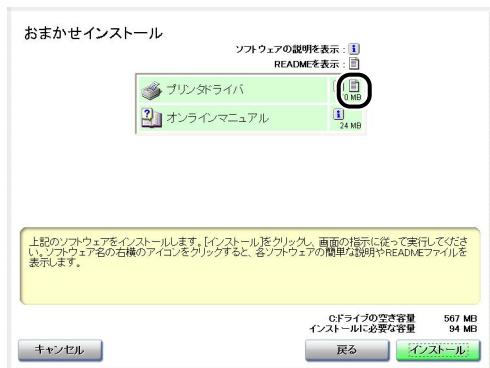 おまかせインストール
ソフトウェアの説明を表示 : i
READMEを表示 :
プリンタドライバ
0 MB
オンラインマニュアル
i
24 MB
上記のソフトウェアをインストールします。[インストール]をクリックし、画面の指示に従って実行してくださ
い。ソフトウェア名の右横のアイコンをクリックすると、各ソフトウェアの簡単な説明やREADMEファイルを
表示します。
C:ドライブの空き容量 567 MB
インストールに必要な容量 94 MB
キャンセル 戻る インストール